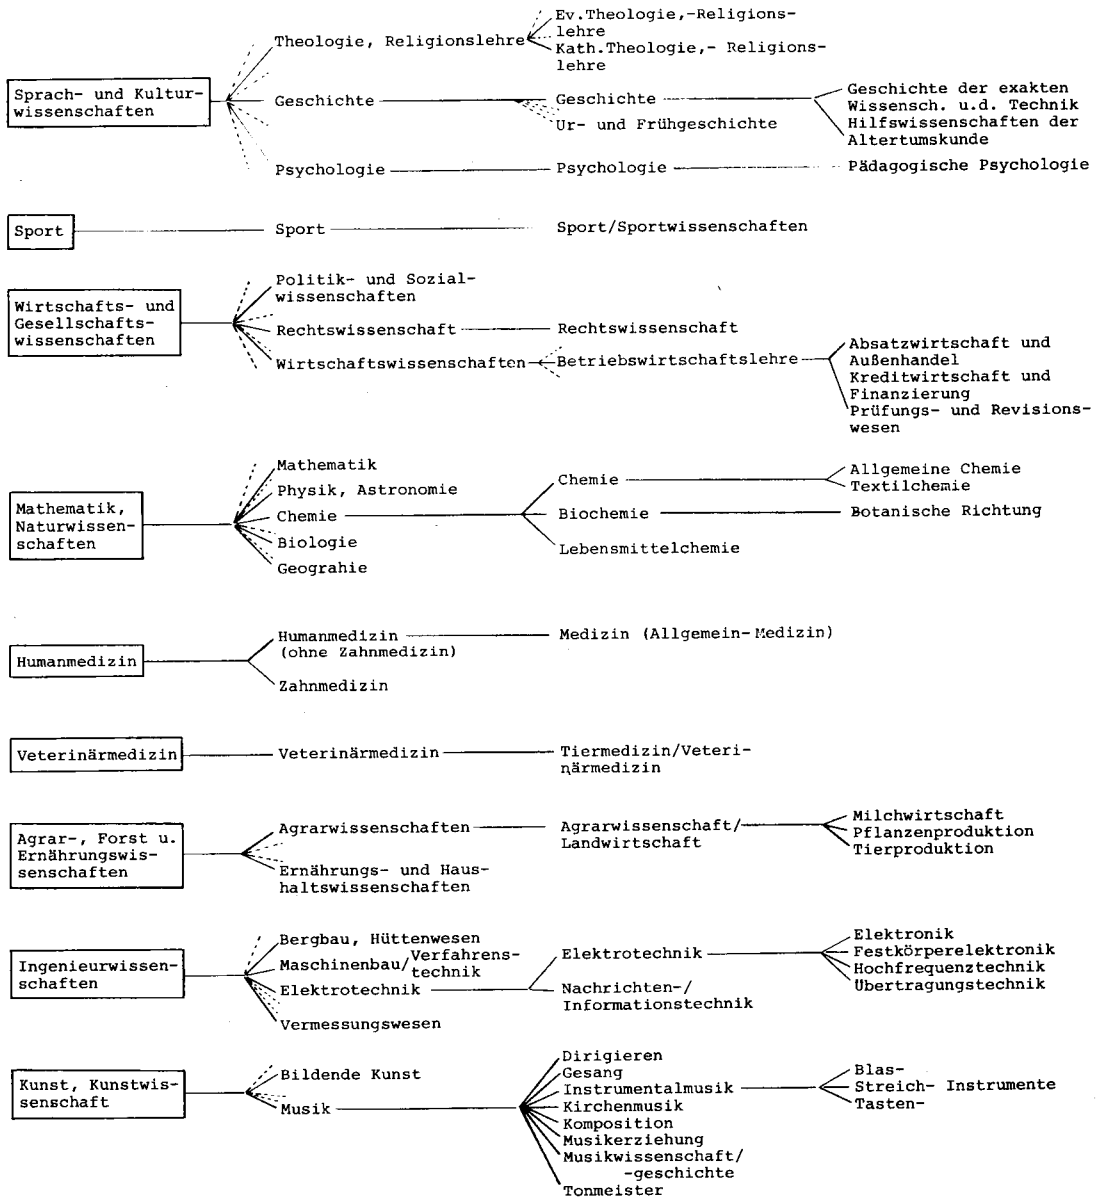 Theologie, Religionslehre
Ev.Theologie,-Religions-
lehre
Kath.Theologie,- Religions-
lehre
Sprach- und Kultur-
wissenschaften
Geschichte
Geschichte
Ur- und Frühgeschichte
Geschichte der exakten
Wissensch. u.d. Technik
Hilfswissenschaften der
Altertumskunde
Psychologie
Psychologie
Pädagogische Psychologie
Sport
Sport
Sport/Sportwissenschaften
Wirtschafts- und
Gesellschafts-
wissenschaften
Politik- und Sozial-
wissenschaften
Rechtswissenschaft
Rechtswissenschaft
Wirtschaftswissenschaften
Betriebswirtschaftslehre
Absatzwirtschaft und
Außenhandel
Kreditwirtschaft und
Finanzierung
Prüfungs- und Revisions-
wesen
Mathematik,
Naturwissen-
schaften
Mathematik
Physik, Astronomie
Chemie
Biologie
Geograhie
Chemie
Biochemie
Lebensmittelchemie
Allgemeine Chemie
Textilchemie
Botanische Richtung
Humanmedizin
Humanmedizin
(ohne Zahnmedizin)
Zahnmedizin
Medizin (Allgemein-Medizin)
Veterinärmedizin
Veterinärmedizin
Tiermedizin/Veteri-
närmedizin
Agrar-, Forst u.
Ernährungswis-
senschaften
Agrarwissenschaften
Ernährungs- und Haus-
haltswissenschaften
Agrarwissenschaft/
Landwirtschaft
Milchwirtschaft
Pflanzenproduktion
Tierproduktion
Ingenieurwissen-
schaften
Bergbau, Hüttenwesen
Maschinenbau/Verfahrens-
technik
Elektrotechnik
Vermessungswesen
Elektrotechnik
Nachrichten-/
Informationstechnik
Elektronik
Festkörperelektronik
Hochfrequenztechnik
Übertragungstechnik
Kunst, Kunstwis-
senschaft
Bildende Kunst
Musik
Dirigieren
Gesang
Instrumentalmusik
Kirchenmusik
Komposition
Musikerziehung
Musikwissenschaft/
-geschichte
Tonmeister
Blas-
Streich- Instrumente
Tasten-